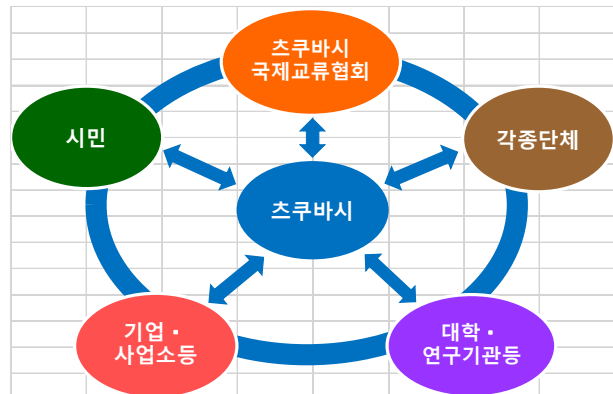 츠쿠바시
국제교류협회
시민
각종단체
츠쿠바시
기업・
사업소등
대학・
연구기관등